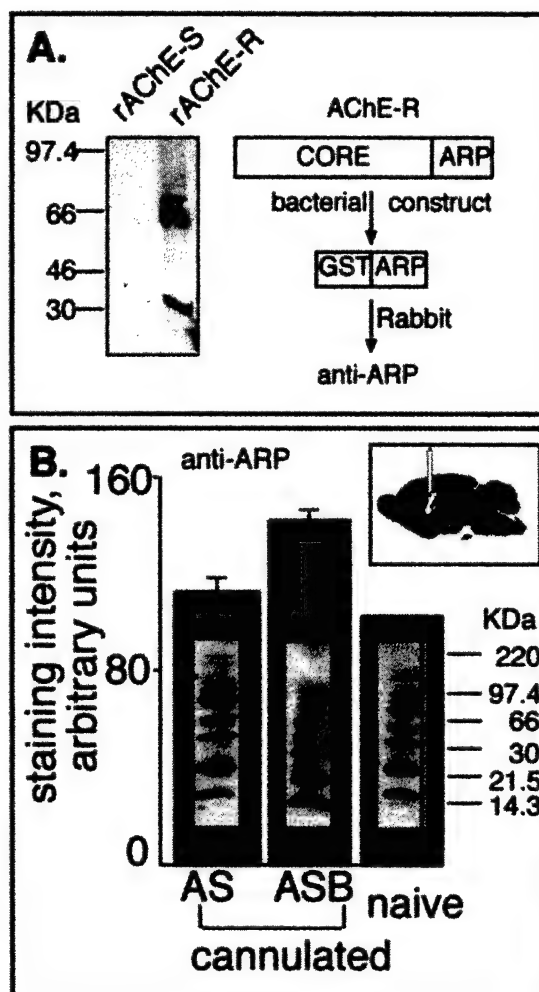 A.
rAChE-S
rAChE-R
KDa
97.4
66
46
30
AChE-R
CORE ARP
bacterial construct
GST ARP
Rabbit
anti-ARP
B.
anti-ARP
staining intensity,
arbitrary units
160
80
0
KDa
220
97.4
66
30
21.5
14.3
AS ASB naive
cannulated